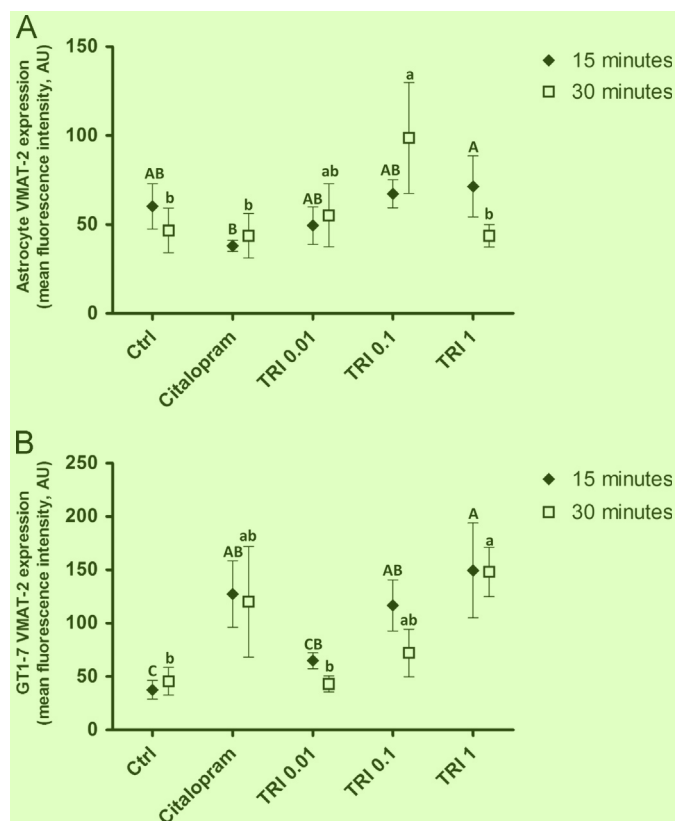 A
Astrocyte VMAT-2 expression
(mean fluorescence intensity, AU)
150
100
50
0
AB
b
B
b
AB
ab
AB
a
A
b
15 minutes
30 minutes
Ctrl
Citalopram
TRI 0.01
TRI 0.1
TRI 1
B
GT1-7 VMAT-2 expression
(mean fluorescence intensity, AU)
250
200
150
100
50
0
C
b
AB
ab
CB
b
AB
ab
A
a
15 minutes
30 minutes
Ctrl
Citalopram
TRI 0.01
TRI 0.1
TRI 1